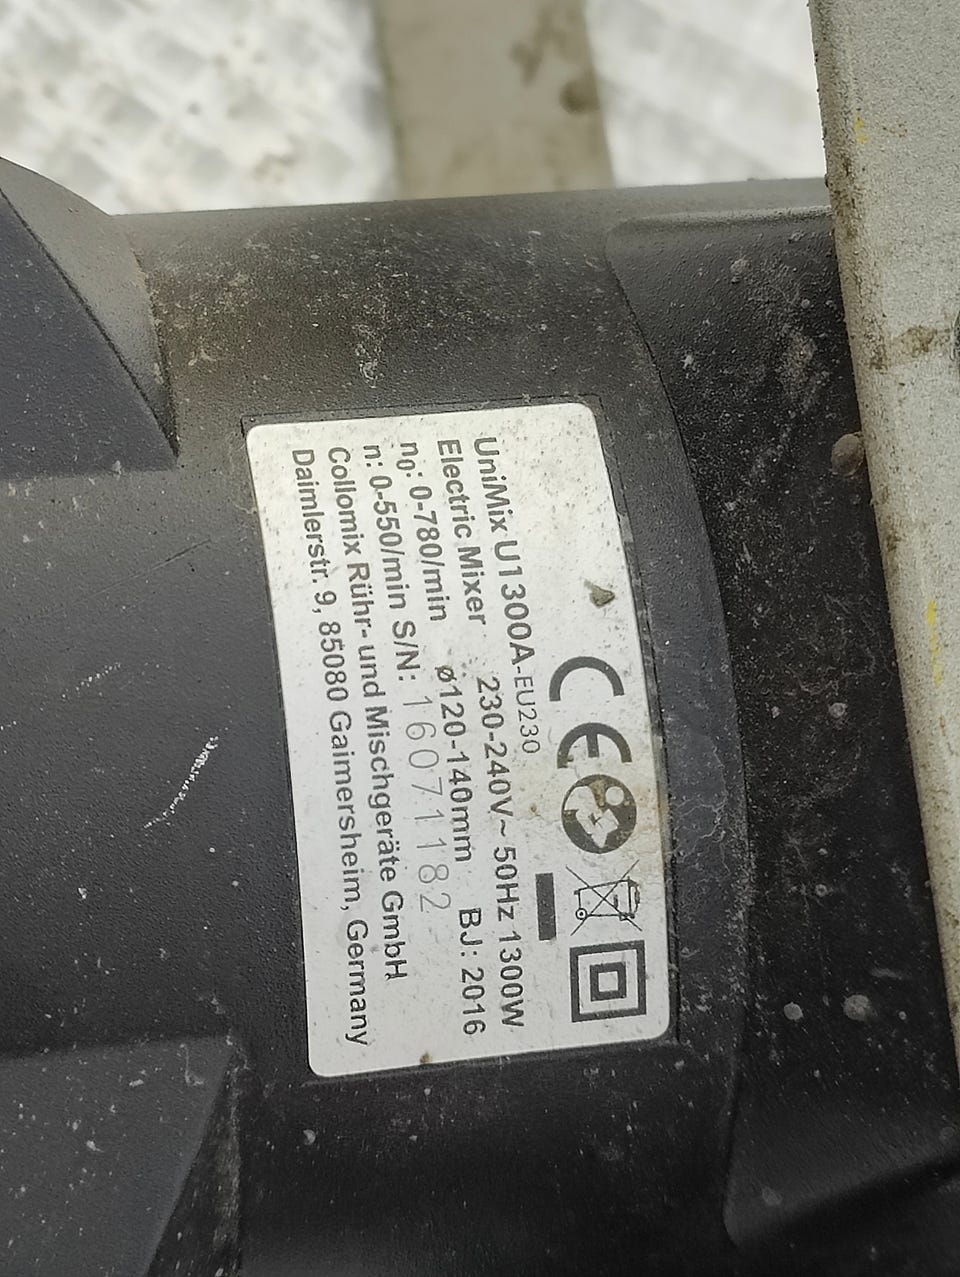 CE
UniMix U1300A-EU230
Electric Mixer 230-240V~50Hz 1300W
n₀: 0-780/min ø120-140mm BJ: 2016
n: 0-550/min S/N: 16071182
Collomix Rühr- und Mischgeräte GmbH
Daimlerstr. 9, 85080 Gaimersheim, Germany